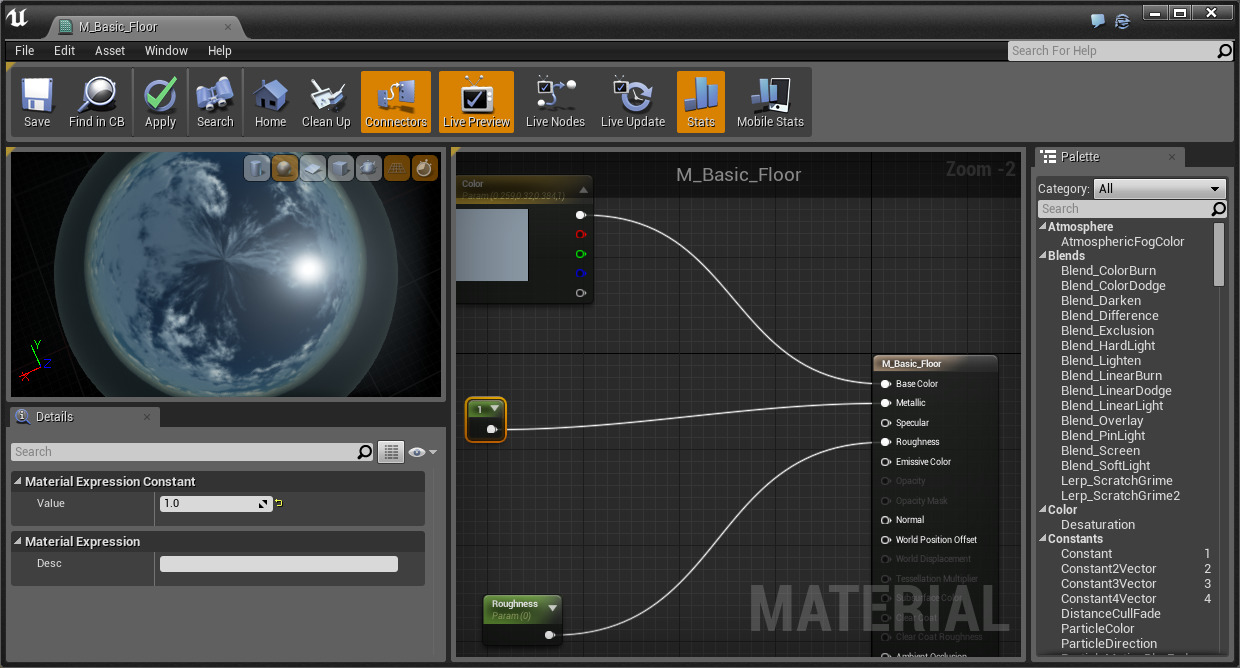 M_Basic_Floor
File Edit Asset Window Help
Search For Help
Save Find in CB Apply Search Home Clean Up Connectors Live Preview Live Nodes Live Update Stats Mobile Stats
Y
Z
X
Details
Search
Material Expression Constant
Value 1.0
Material Expression
Desc
M_Basic_Floor
Zoom -2
Color
Param (0.259,0.32,0.384,1)
1
Roughness
Param (0)
M_Basic_Floor
Base Color
Metallic
Specular
Roughness
Emissive Color
Opacity
Opacity Mask
Normal
World Position Offset
World Displacement
Tessellation Multiplier
Subsurface Color
Clear Coat
Clear Coat Roughness
Ambient Occlusion
MATERIAL
Palette
Category: All
Search
Atmosphere
AtmosphericFogColor
Blends
Blend_ColorBurn
Blend_ColorDodge
Blend_Darken
Blend_Difference
Blend_Exclusion
Blend_HardLight
Blend_Lighten
Blend_LinearBurn
Blend_LinearDodge
Blend_LinearLight
Blend_Overlay
Blend_PinLight
Blend_Screen
Blend_SoftLight
Lerp_ScratchGrime
Lerp_ScratchGrime2
Color
Desaturation
Constants
Constant 1
Constant2Vector 2
Constant3Vector 3
Constant4Vector 4
DistanceCullFade
ParticleColor
ParticleDirection